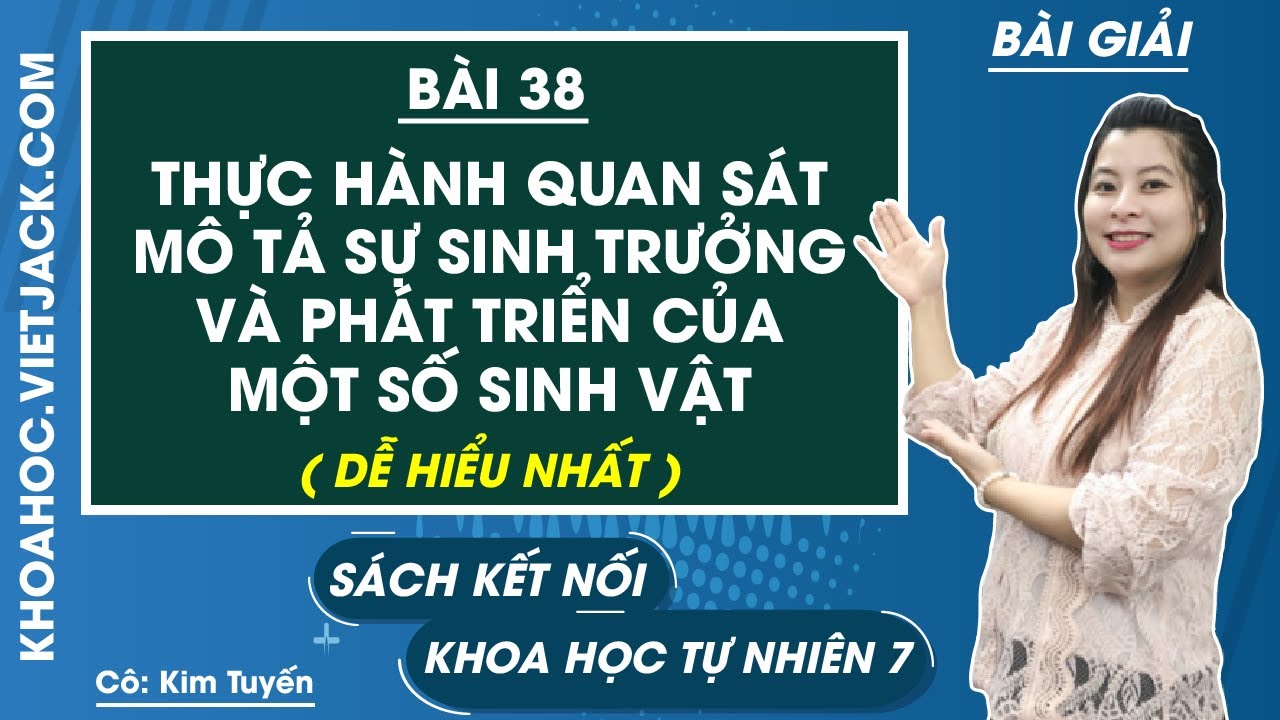 KHOAHOC.VIETJACK.COM
BÀI GIẢI
BÀI 38
THỰC HÀNH QUAN SÁT
MÔ TẢ SỰ SINH TRƯỞNG
VÀ PHÁT TRIỂN CỦA
MỘT SỐ SINH VẬT
( DỄ HIỂU NHẤT )
SÁCH KẾT NỐI
KHOA HỌC TỰ NHIÊN 7
Cô: Kim Tuyến